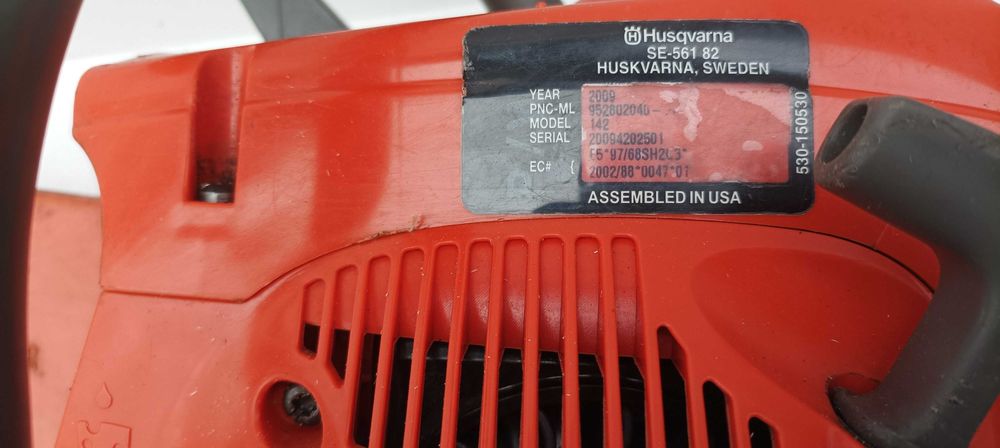 Husqvarna
SE-561 82
HUSKVARNA, SWEDEN
YEAR 2009
PNC-ML 952802040-
MODEL 142
SERIAL 20094202501
EC# {
2002/88*0047*01
ASSEMBLED IN USA
530-150530